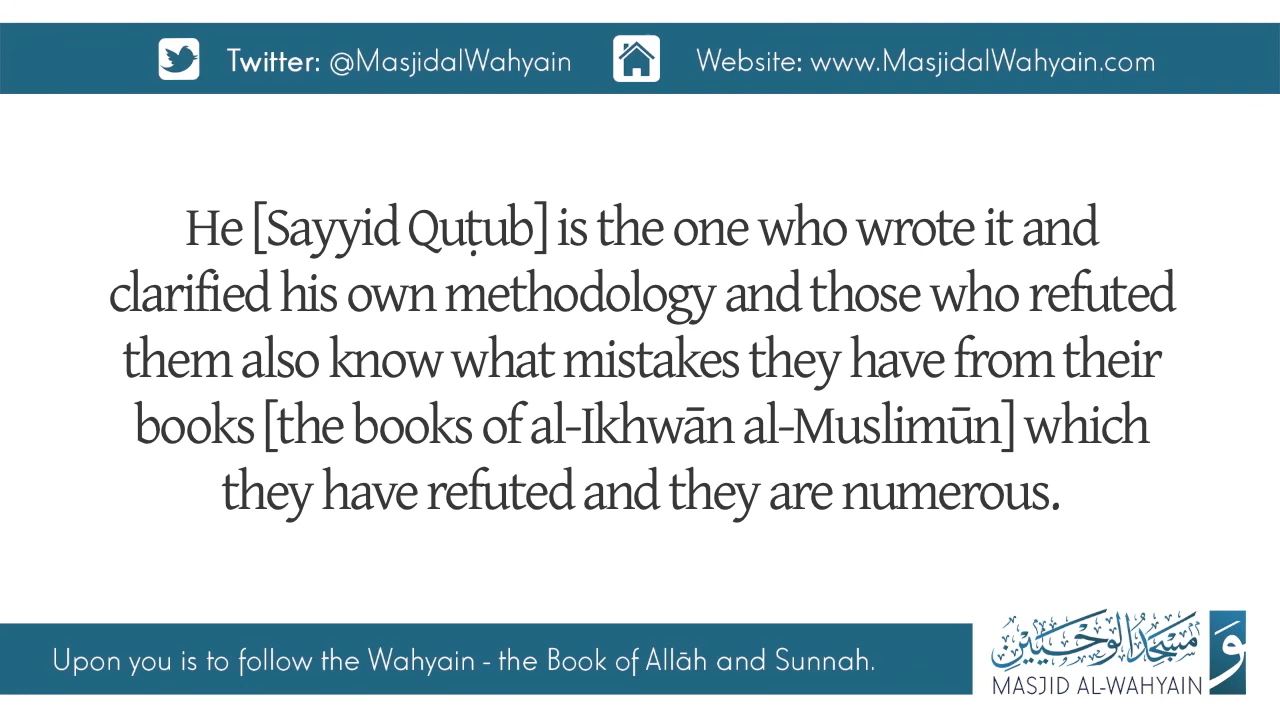 Twitter: @MasjidalWahyain Website: www.MasjidalWahyain.com
He [Sayyid Quṭub] is the one who wrote it and
clarified his own methodology and those who refuted
them also know what mistakes they have from their
books [the books of al-Ikhwān al-Muslimūn] which
they have refuted and they are numerous.
Upon you is to follow the Wahyain - the Book of Allāh and Sunnah.
مَسْجِدُ الْوَحْيَيْنِ
و
MASJID AL-WAHYAIN